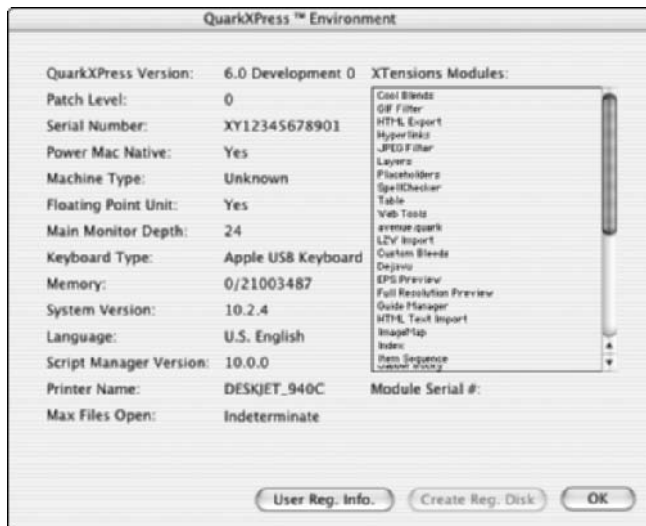 QuarkXPress ™ Environment
QuarkXPress Version: 6.0 Development 0
Patch Level: 0
Serial Number: XY12345678901
Power Mac Native: Yes
Machine Type: Unknown
Floating Point Unit: Yes
Main Monitor Depth: 24
Keyboard Type: Apple USB Keyboard
Memory: 0/21003487
System Version: 10.2.4
Language: U.S. English
Script Manager Version: 10.0.0
Printer Name: DESKJET_940C
Max Files Open: Indeterminate
XTensions Modules:
Cool Blends
GIF Filter
HTML Export
Hyperlinks
JPEG Filter
Layers
Placeholders
SpellChecker
Table
Web Tools
avenue.quark
LZW Import
Custom Bleeds
Dejavu
EPS Preview
Full Resolution Preview
Guide Manager
HTML Text Import
ImageMap
Index
Item Sequence
Module Serial #:
User Reg. Info.
Create Reg. Disk
OK